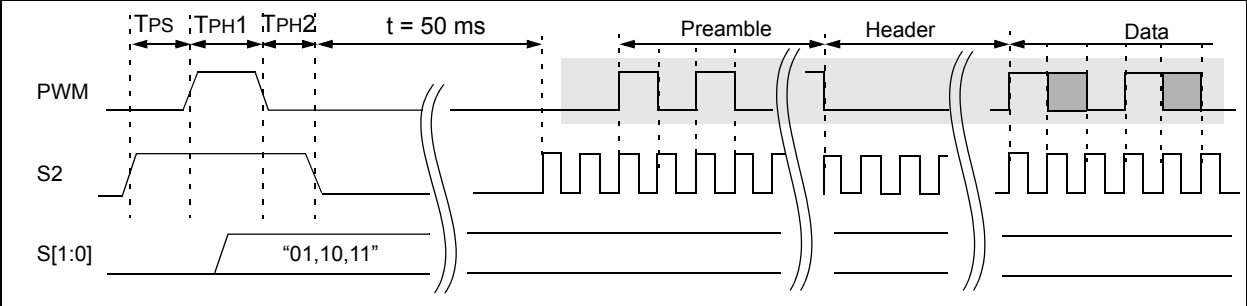 TPS TPH1 TPH2 t = 50 ms Preamble Header Data
PWM
S2
S[1:0] “01,10,11”